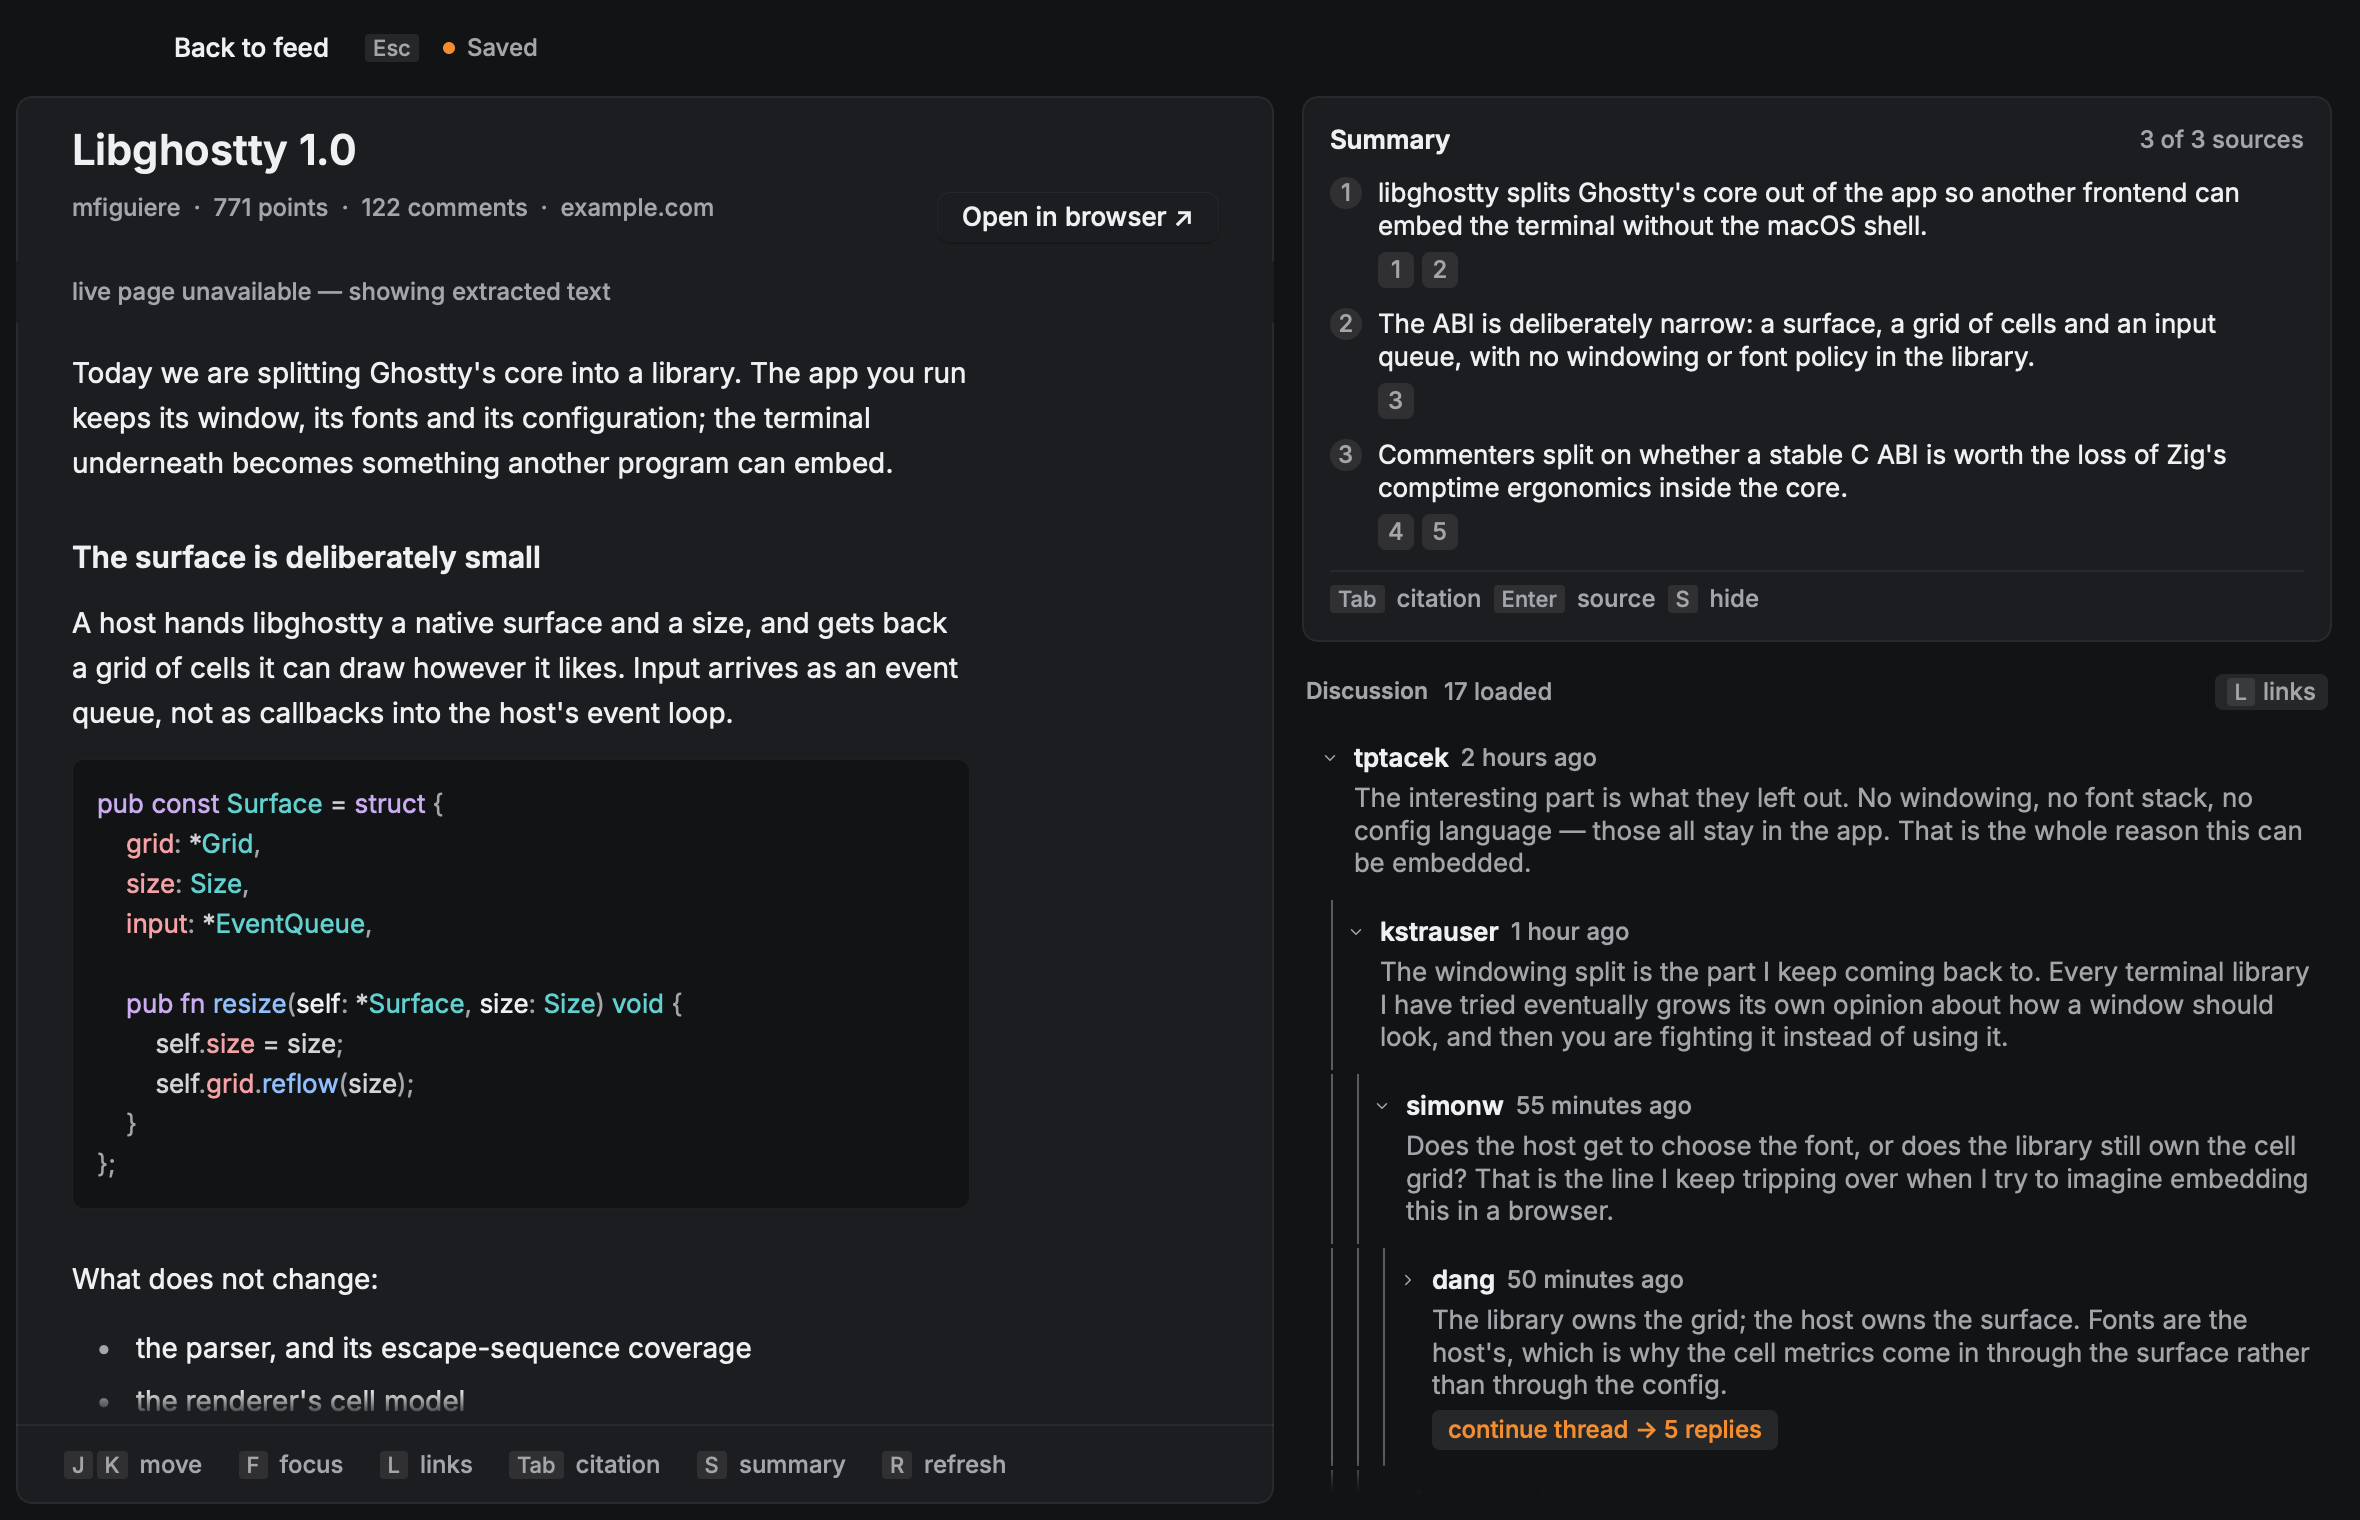 Back to feed Esc Saved
Libghostty 1.0
mfiguiere · 771 points · 122 comments · example.com
Open in browser ↗
live page unavailable — showing extracted text
Today we are splitting Ghostty's core into a library. The app you run
keeps its window, its fonts and its configuration; the terminal
underneath becomes something another program can embed.
The surface is deliberately small
A host hands libghostty a native surface and a size, and gets back
a grid of cells it can draw however it likes. Input arrives as an event
queue, not as callbacks into the host's event loop.
pub const Surface = struct {
grid: *Grid,
size: Size,
input: *EventQueue,
pub fn resize(self: *Surface, size: Size) void {
self.size = size;
self.grid.reflow(size);
}
};
What does not change:
• the parser, and its escape-sequence coverage
• the renderer's cell model
J K move F focus L links Tab citation S summary R refresh
Summary 3 of 3 sources
1 libghostty splits Ghostty's core out of the app so another frontend can
embed the terminal without the macOS shell.
1 2
2 The ABI is deliberately narrow: a surface, a grid of cells and an input
queue, with no windowing or font policy in the library.
3
3 Commenters split on whether a stable C ABI is worth the loss of Zig's
comptime ergonomics inside the core.
4 5
Tab citation Enter source S hide
Discussion 17 loaded L links
tptacek 2 hours ago
The interesting part is what they left out. No windowing, no font stack, no
config language — those all stay in the app. That is the whole reason this can
be embedded.
kstrauser 1 hour ago
The windowing split is the part I keep coming back to. Every terminal library
I have tried eventually grows its own opinion about how a window should
look, and then you are fighting it instead of using it.
simonw 55 minutes ago
Does the host get to choose the font, or does the library still own the cell
grid? That is the line I keep tripping over when I try to imagine embedding
this in a browser.
dang 50 minutes ago
The library owns the grid; the host owns the surface. Fonts are the
host's, which is why the cell metrics come in through the surface rather
than through the config.
continue thread → 5 replies